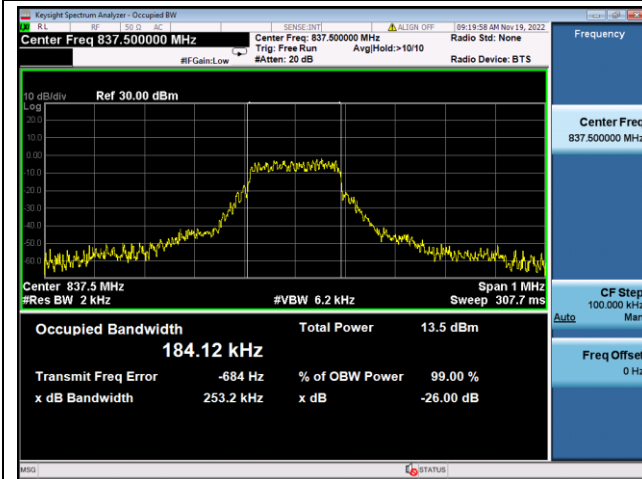 Keysight Spectrum Analyzer - Occupied BW
RL RF 50 Ω AC SENSE:INT ALIGN OFF 09:19:58 AM Nov 19, 2022
Center Freq 837.500000 MHz
Center Freq: 837.500000 MHz Radio Std: None
Trig: Free Run Avg|Hold:>10/10
#IFGain:Low #Atten: 20 dB Radio Device: BTS
10 dB/div Ref 30.00 dBm
Log
20.0
10.0
0.00
-10.0
-20.0
-30.0
-40.0
-50.0
-60.0
Center 837.5 MHz Span 1 MHz
#Res BW 2 kHz #VBW 6.2 kHz Sweep 307.7 ms
Occupied Bandwidth Total Power 13.5 dBm
184.12 kHz
Transmit Freq Error -684 Hz % of OBW Power 99.00 %
x dB Bandwidth 253.2 kHz x dB -26.00 dB
MSG STATUS
Frequency
Center Freq
837.500000 MHz
CF Step
100.000 kHz
Auto Man
Freq Offset
0 Hz